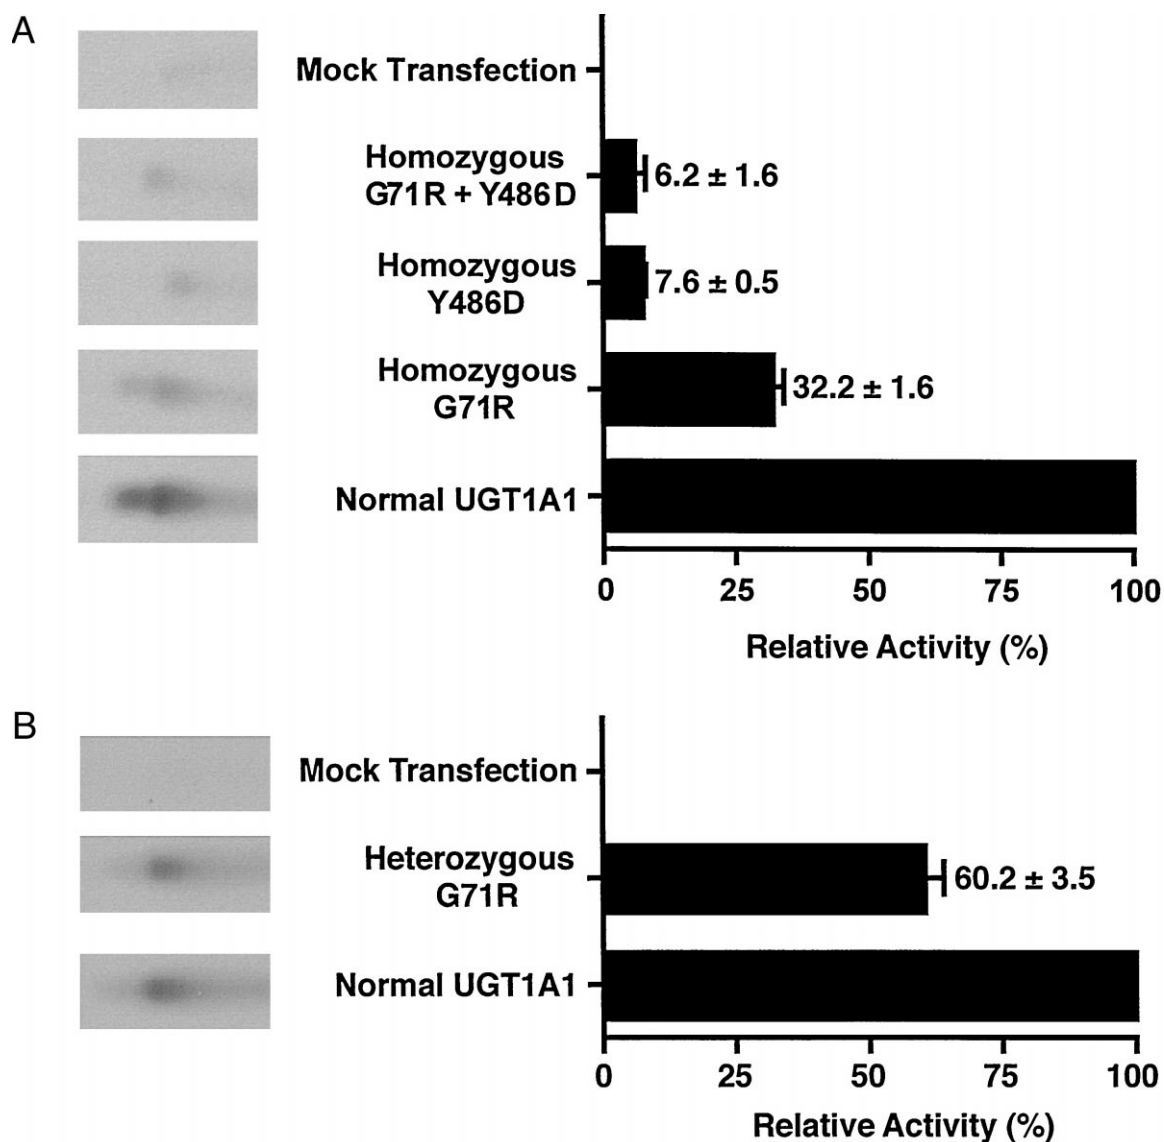 A
Mock Transfection
Homozygous
G71R + Y486D
6.2 ± 1.6
Homozygous
Y486D
7.6 ± 0.5
Homozygous
G71R
32.2 ± 1.6
Normal UGT1A1
0 25 50 75 100
Relative Activity (%)
B
Mock Transfection
Heterozygous
G71R
60.2 ± 3.5
Normal UGT1A1
0 25 50 75 100
Relative Activity (%)